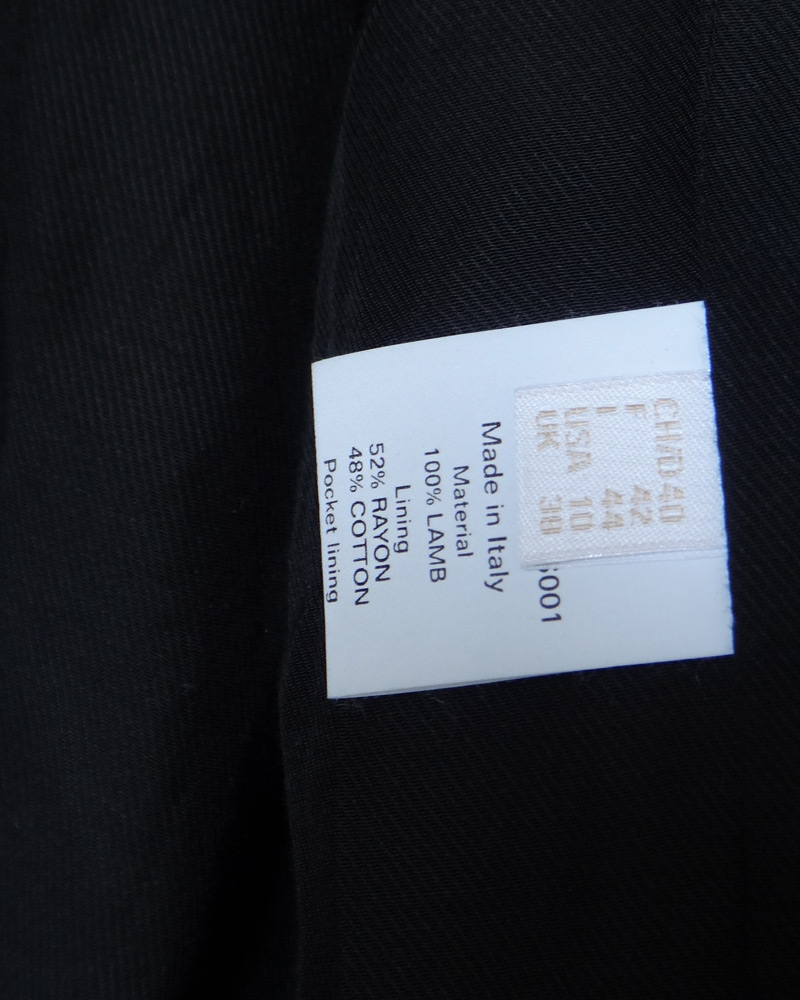 CH/D 40
F 42
I 44
USA 10
UK 38
6001
Made in Italy
Material
100% LAMB
Lining
52% RAYON
48% COTTON
Pocket lining